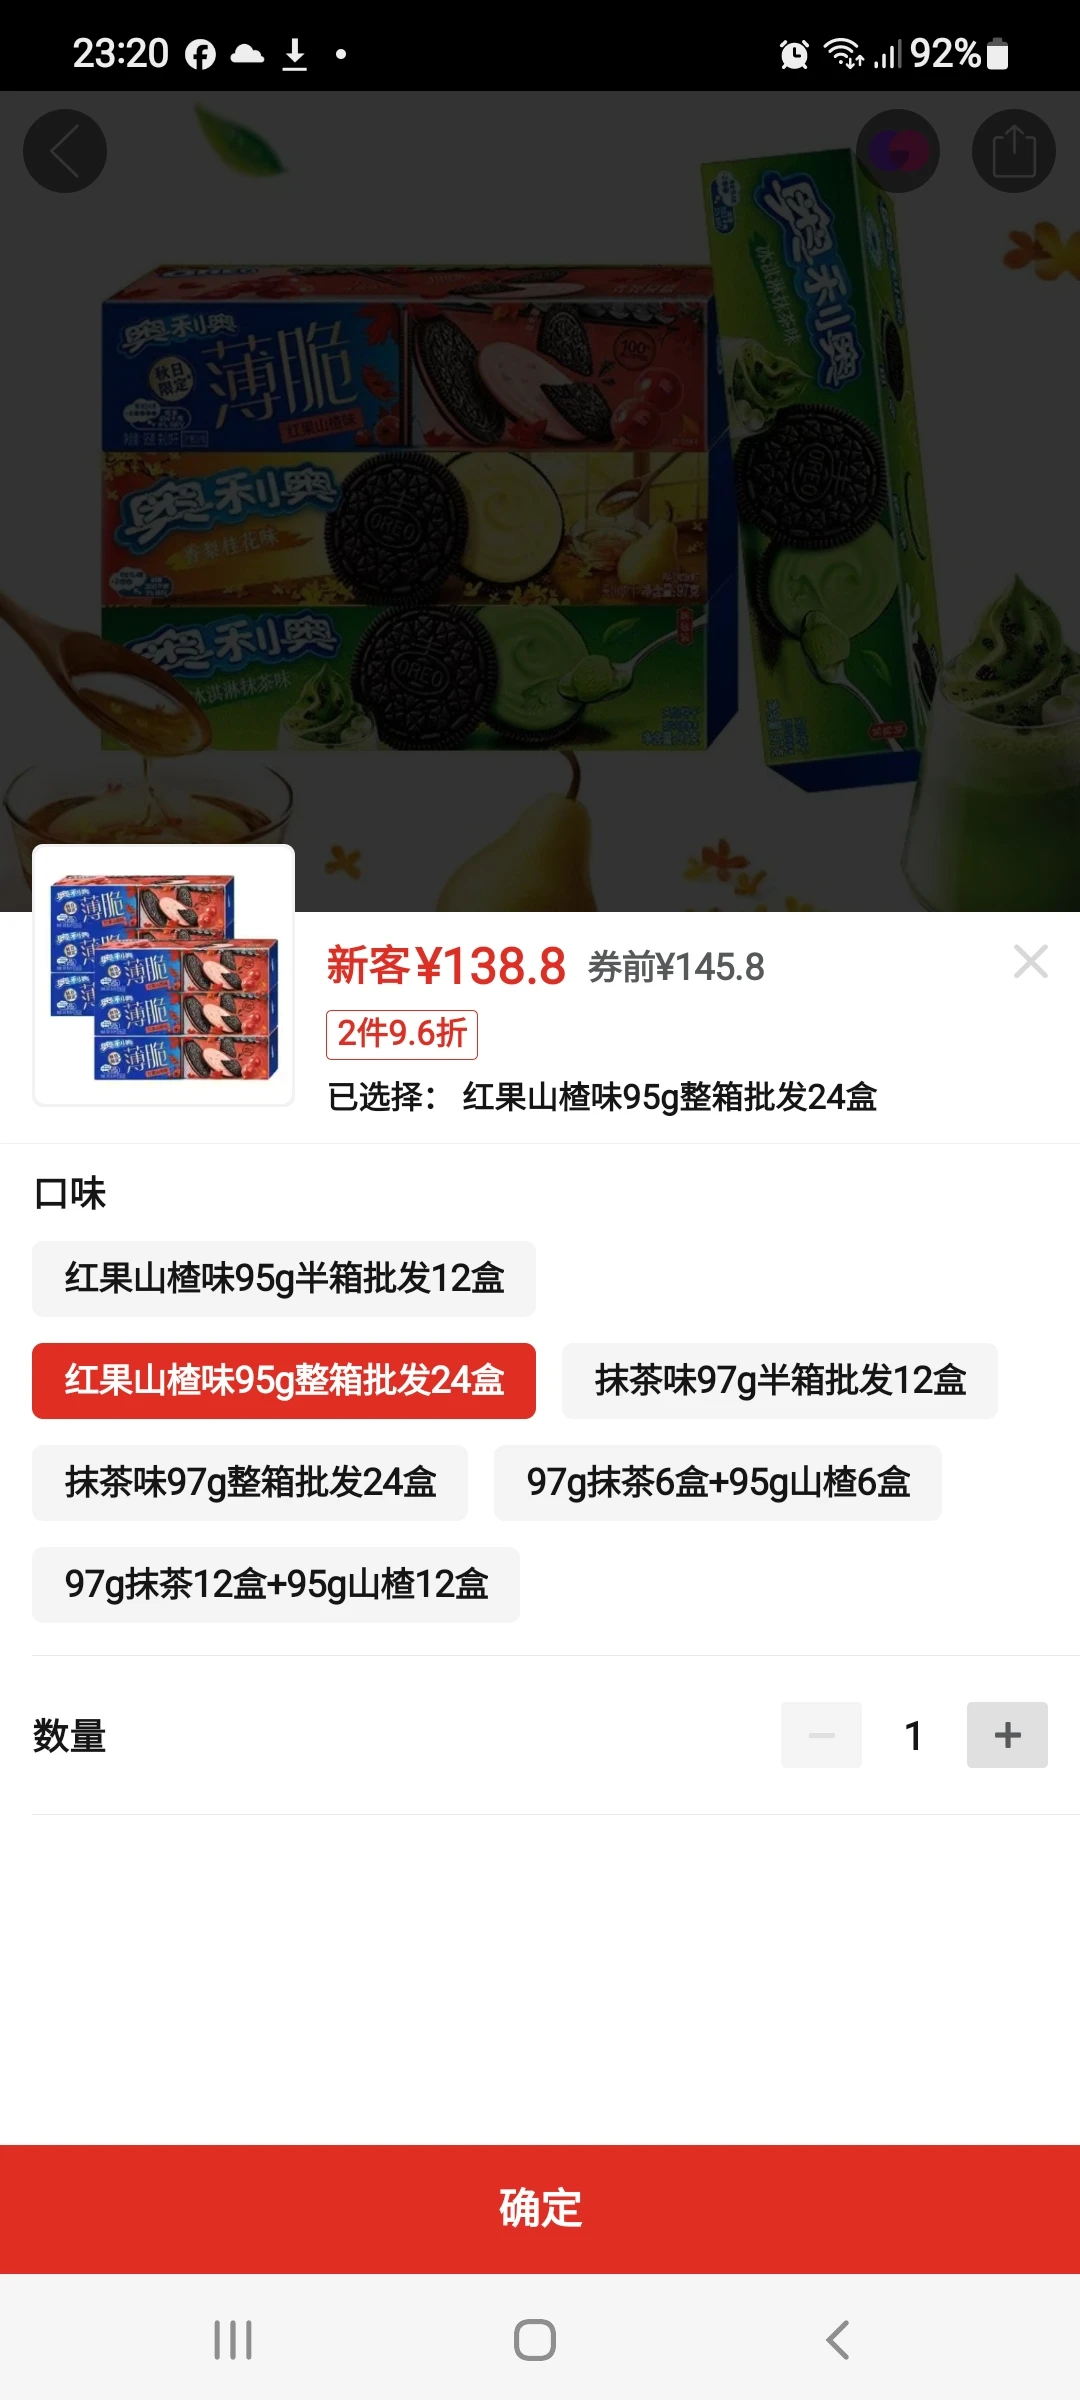 23:20
92%
奥利奥
秋日
限定
薄脆
红果山楂味
100%
奥利奥
香梨桂花味
OREO
奥利奥
冰淇淋抹茶味
OREO
奥利奥
冰淇淋抹茶味
OREO
新客¥138.8 券前¥145.8
2件9.6折
已选择： 红果山楂味95g整箱批发24盒
口味
红果山楂味95g半箱批发12盒
红果山楂味95g整箱批发24盒 抹茶味97g半箱批发12盒
抹茶味97g整箱批发24盒 97g抹茶6盒+95g山楂6盒
97g抹茶12盒+95g山楂12盒
数量 1
确定